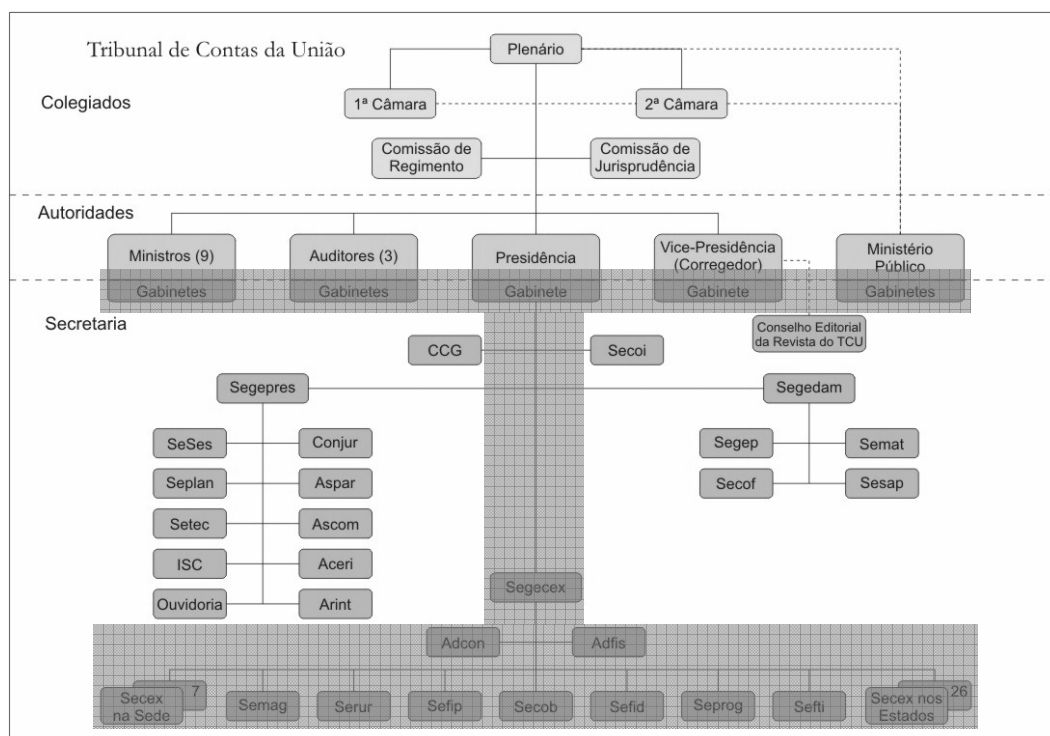 Tribunal de Contas da União
Plenário
Colegiados
1ª Câmara
2ª Câmara
Comissão de
Regimento
Comissão de
Jurisprudência
Autoridades
Ministros (9)
Auditores (3)
Presidência
Vice-Presidência
(Corregedor)
Ministério
Público
Gabinetes
Gabinetes
Gabinete
Gabinete
Gabinetes
Secretaria
Conselho Editorial
da Revista do TCU
CCG
Secoi
Segepres
Segedam
SeSes
Conjur
Segep
Semat
Seplan
Aspar
Secof
Sesap
Setec
Ascom
ISC
Aceri
Segecex
Ouvidoria
Arint
Adcon
Adfis
Secex
na Sede
7
Semag
Serur
Sefip
Secob
Sefid
Seprog
Sefti
Secex nos
Estados
26